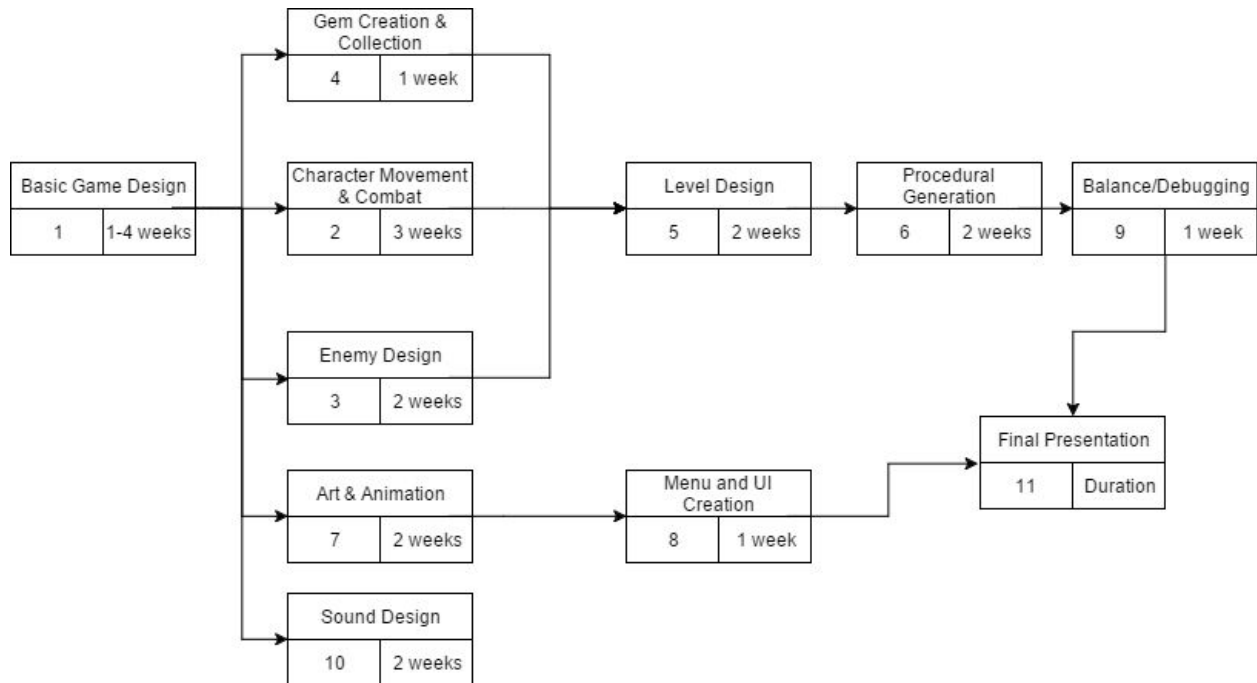 Gem Creation &
Collection
4
1 week
Basic Game Design
1
1-4 weeks
Character Movement
& Combat
2
3 weeks
Level Design
5
2 weeks
Procedural
Generation
6
2 weeks
Balance/Debugging
9
1 week
Enemy Design
3
2 weeks
Final Presentation
11
Duration
Art & Animation
7
2 weeks
Menu and UI
Creation
8
1 week
Sound Design
10
2 weeks